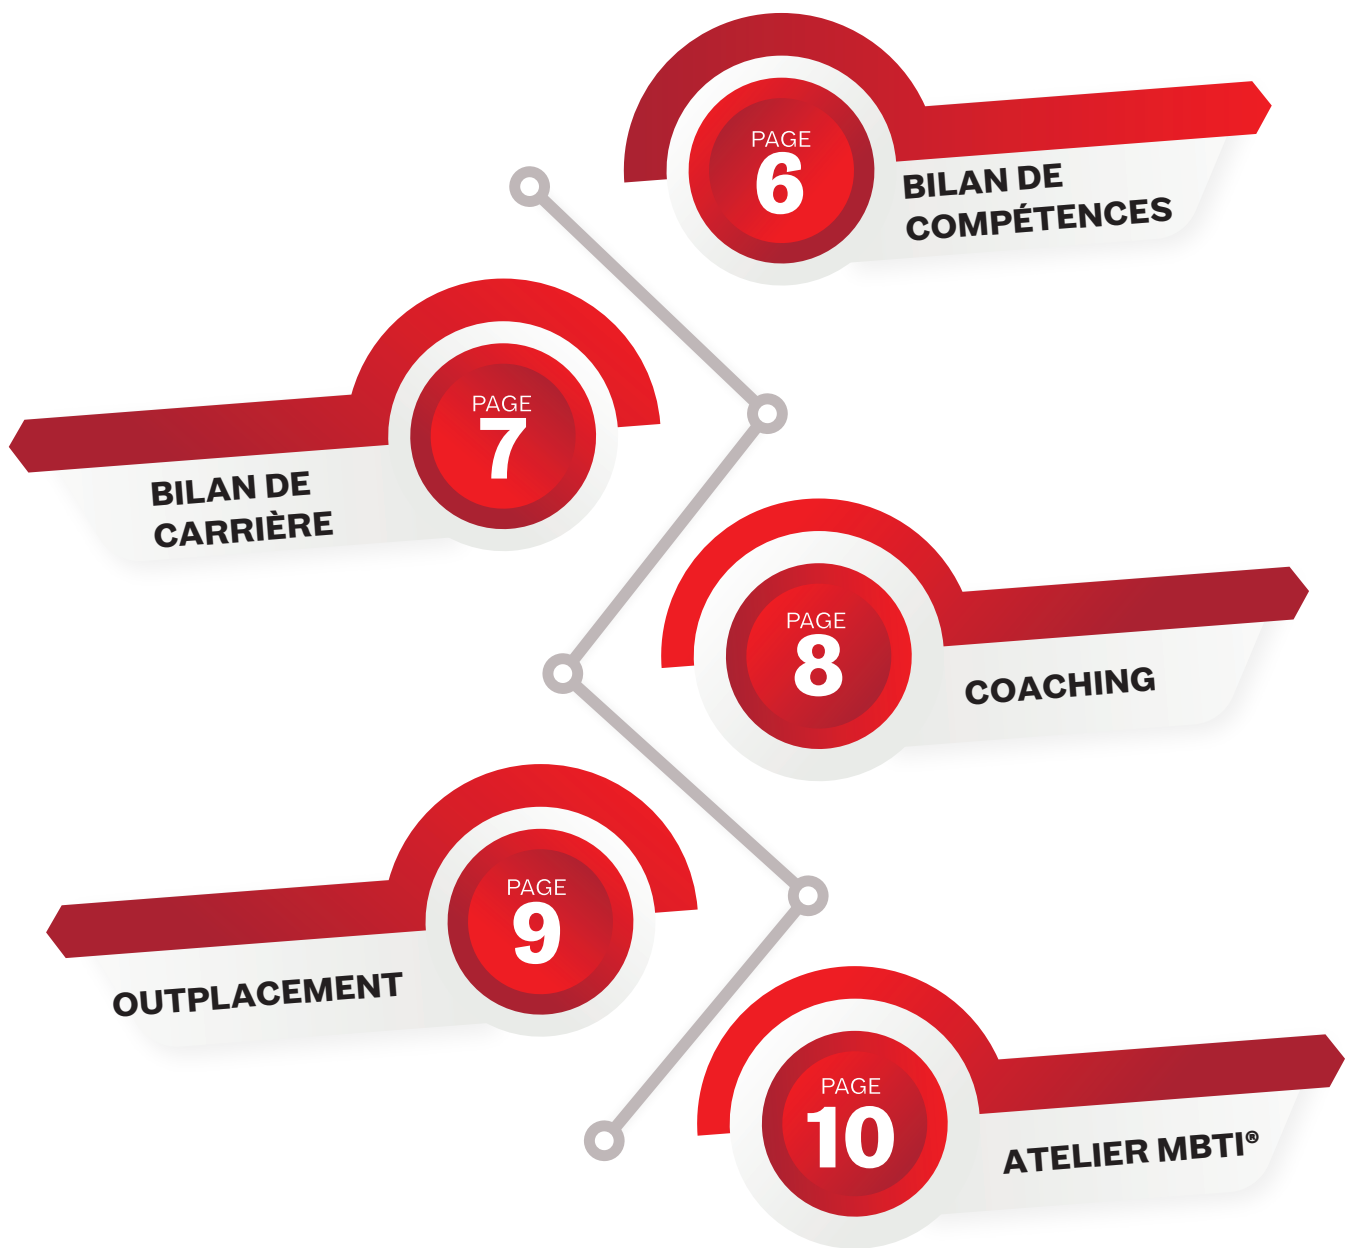 PAGE
6
BILAN DE
COMPÉTENCES
PAGE
7
BILAN DE
CARRIÈRE
PAGE
8
COACHING
PAGE
9
OUTPLACEMENT
PAGE
10
ATELIER MBTI®